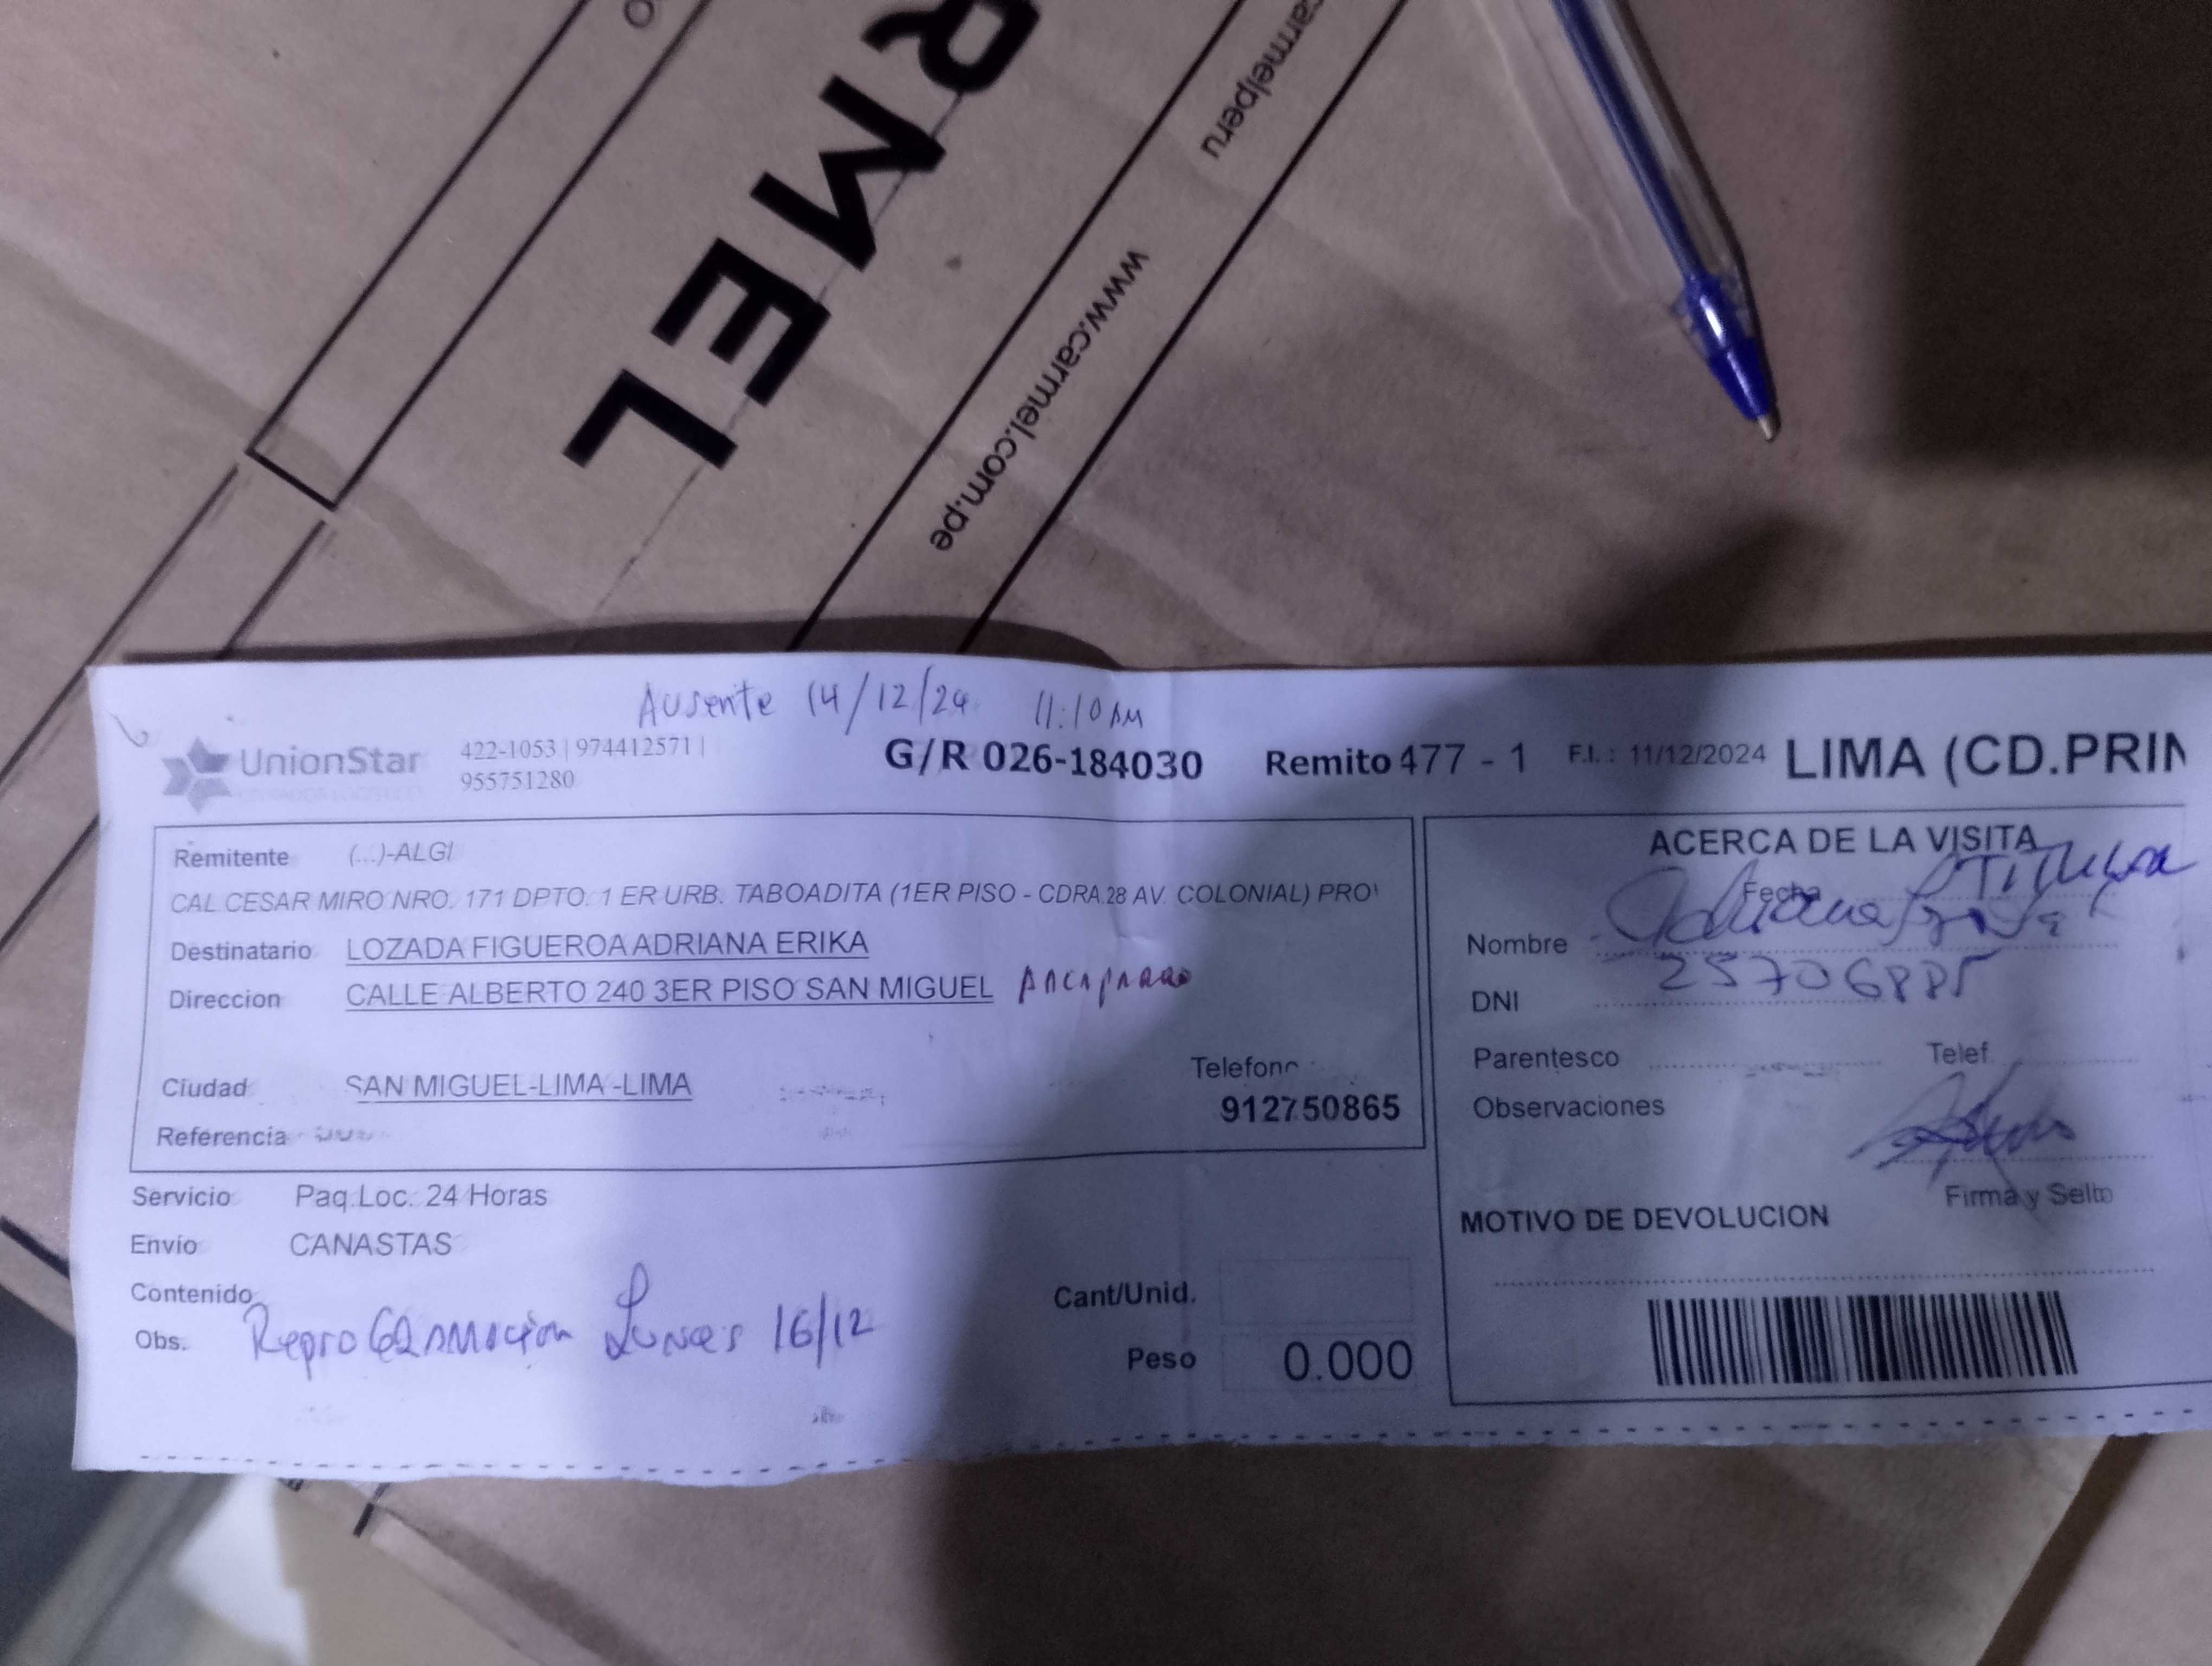 RMEL
carmelperu
www.carmel.com.pe
Ausente 14/12/24 11:10 AM
UnionStar
422-1053 | 974412571 |
955751280
G/R 026-184030 Remito 477 - 1 F.I.: 11/12/2024 LIMA (CD.PRIN
Remitente (...)-ALGI
CAL.CESAR MIRO NRO. 171 DPTO. 1 ER URB. TABOADITA (1ER PISO - CDRA.28 AV. COLONIAL) PRO
Destinatario LOZADA FIGUEROA ADRIANA ERIKA
Direccion CALLE ALBERTO 240 3ER PISO SAN MIGUEL
Ciudad SAN MIGUEL-LIMA -LIMA
Telefono
912750865
Referencia
Servicio Paq.Loc. 24 Horas
Envio CANASTAS
Contenido
Obs. Reprogramacion Lunes 16/12
Cant/Unid.
Peso 0.000
ACERCA DE LA VISITA
Titular
Fecha
Nombre Adriana
DNI 25706885
Parentesco Telef.
Observaciones
Firma y Sello
MOTIVO DE DEVOLUCION